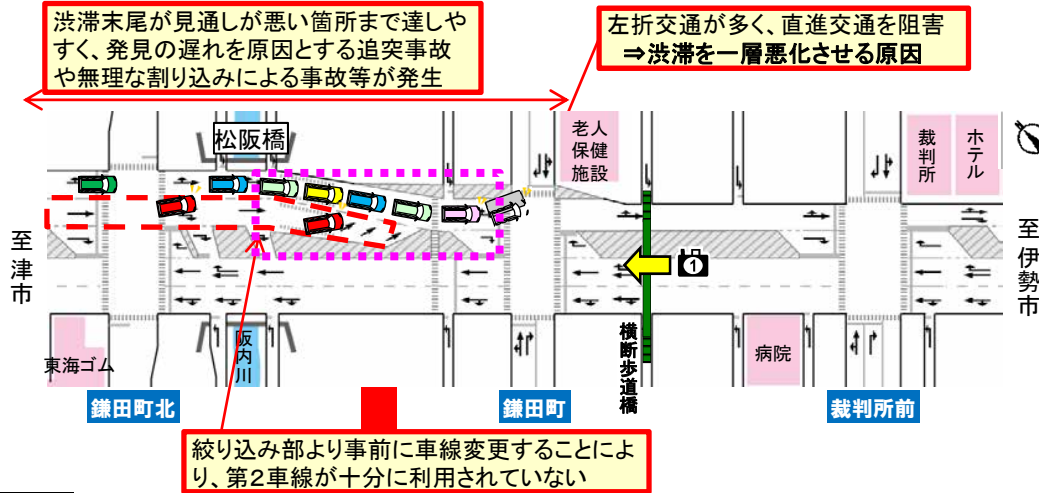 渋滞末尾が見通しが悪い箇所まで達しや
すく、発見の遅れを原因とする追突事故
や無理な割り込みによる事故等が発生
左折交通が多く、直進交通を阻害
⇒渋滞を一層悪化させる原因
松阪橋
老人
保健
施設
裁判所
ホテル
至津市
至伊勢市
1
東海ゴム
阪内川
横断歩道橋
病院
鎌田町北
鎌田町
裁判所前
絞り込み部より事前に車線変更することによ
り、第2車線が十分に利用されていない